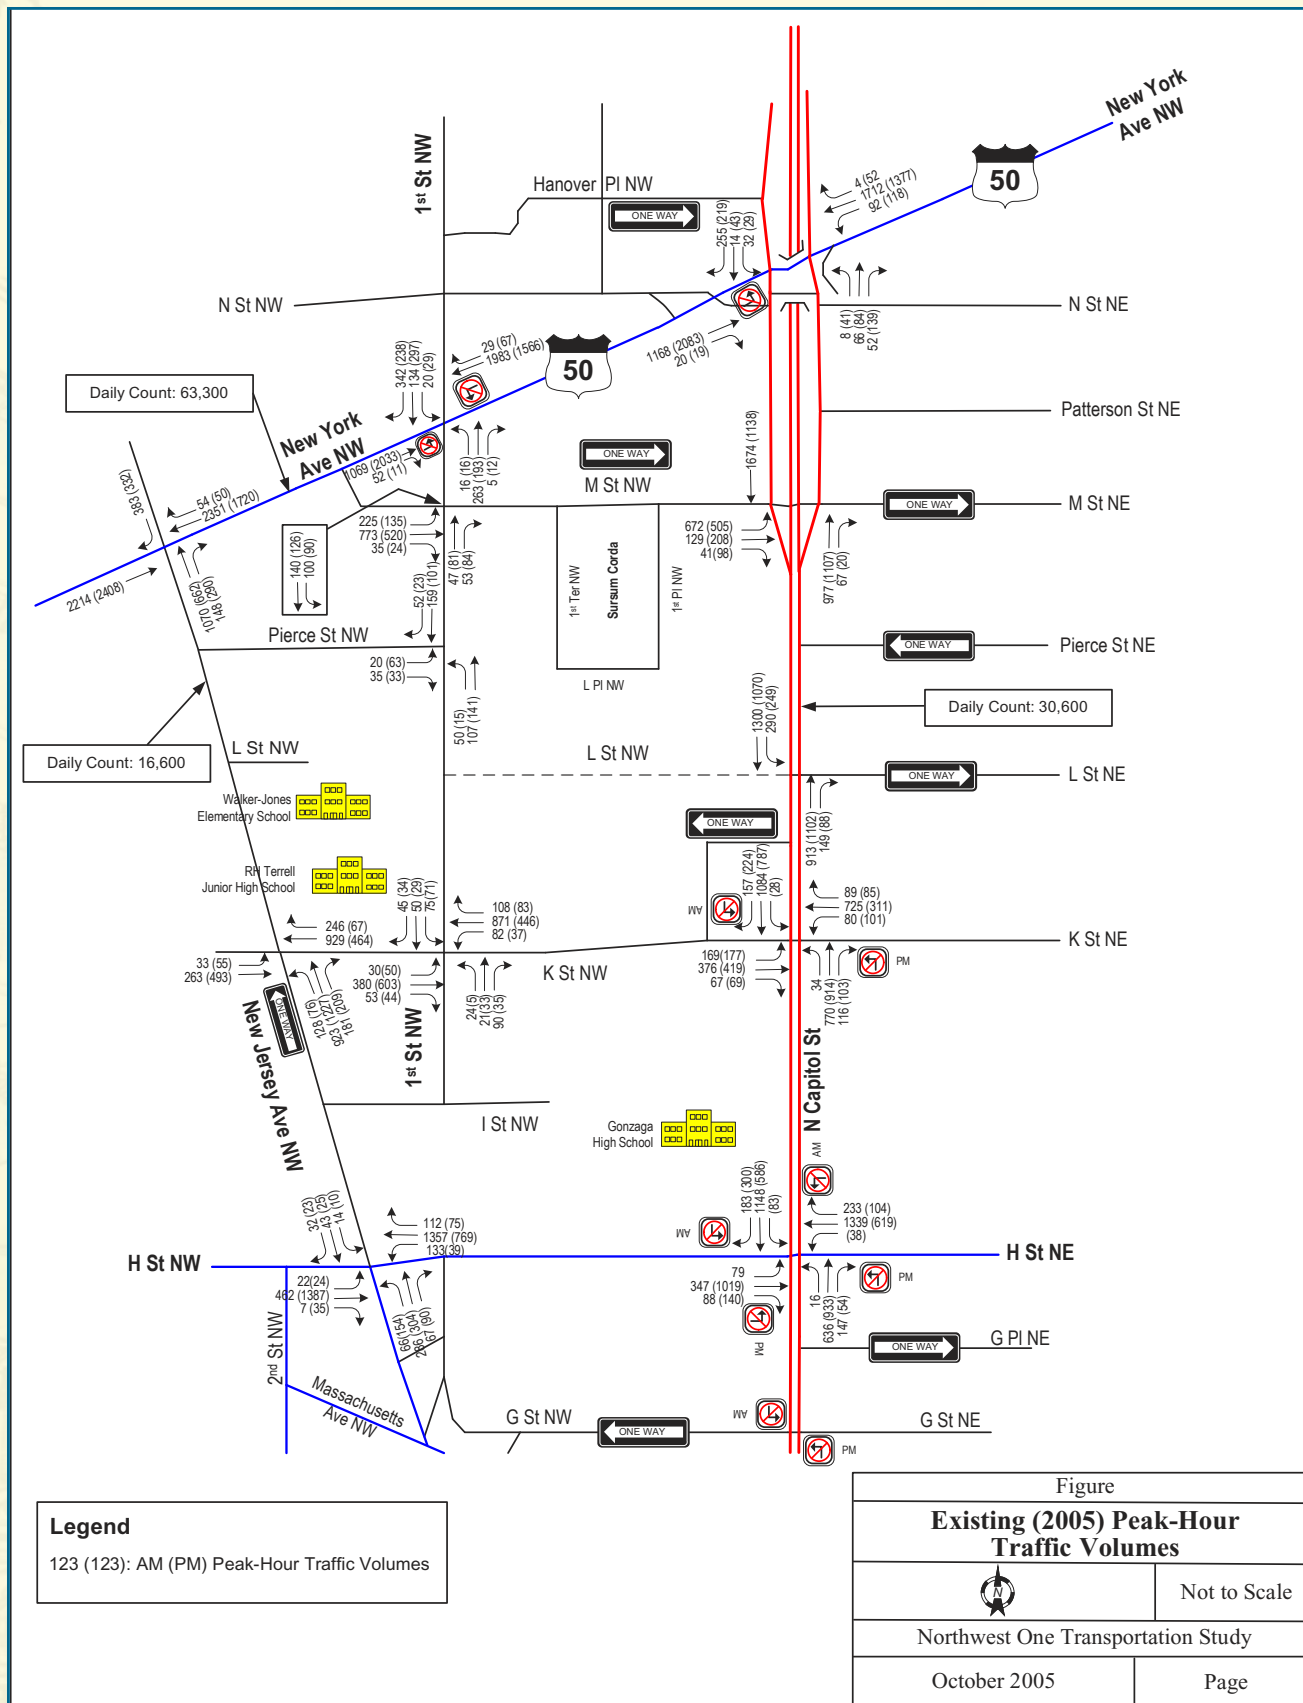 New York
Ave NW
50
4 (52
1712 (1377)
92 (118)
1st St NW
Hanover Pl NW
ONE WAY
255 (219)
14 (43)
32 (29)
N St NW
N St NE
8 (41)
66 (84)
52 (139)
1168 (2083)
20 (19)
29 (67)
1983 (1566)
50
342 (238)
134 (297)
20 (29)
Daily Count: 63,300
Patterson St NE
New York
Ave NW
1069 (2033)
52 (11)
16 (16)
263 (193)
5 (12)
ONE WAY
M St NW
1674 (1138)
383 (332)
54 (50)
2351 (1720)
ONE WAY
M St NE
225 (135)
773 (520)
35 (24)
672 (505)
129 (208)
41(98)
140 (126)
100 (90)
47 (81)
53 (84)
977 (1107)
67 (20)
1st Ter NW
Sursum Corda
1st Pl NW
2214 (2408)
1070 (662)
148 (290)
52 (23)
159 (101)
Pierce St NW
ONE WAY
Pierce St NE
20 (63)
35 (33)
L Pl NW
50 (15)
107 (141)
1300 (1070)
290 (249)
Daily Count: 30,600
Daily Count: 16,600
L St NW
L St NW
ONE WAY
L St NE
Walker-Jones
Elementary School
ONE WAY
913 (1102)
149 (88)
RH Terrell
Junior High School
45 (34)
50 (29)
75(71)
157 (224)
1084 (787)
(28)
AM
108 (83)
871 (446)
82 (37)
89 (85)
725 (311)
80 (101)
246 (67)
929 (464)
33 (55)
263 (493)
K St NW
K St NE
PM
30(50)
380 (603)
53 (44)
169(177)
376 (419)
67 (69)
ONE WAY
128 (76)
923 (1227)
181 (209)
24(5)
21(33)
90 (35)
34
770 (914)
116 (103)
New Jersey Ave NW
1st St NW
N Capitol St
I St NW
Gonzaga
High School
AM
32 (23)
43 (25)
14 (10)
183 (300)
1148 (586)
(83)
AM
112 (75)
1357 (769)
133(39)
233 (104)
1339 (619)
(38)
H St NW
H St NE
22(24)
462 (1387)
7 (35)
79
347 (1019)
88 (140)
PM
66(154)
286 (304)
67 (90)
16
636 (933)
147 (54)
PM
2nd St NW
ONE WAY
G Pl NE
Massachusetts
Ave NW
G St NW
ONE WAY
AM
G St NE
PM
Legend
123 (123): AM (PM) Peak-Hour Traffic Volumes
Figure
Existing (2005) Peak-Hour
Traffic Volumes
N
Not to Scale
Northwest One Transportation Study
October 2005
Page